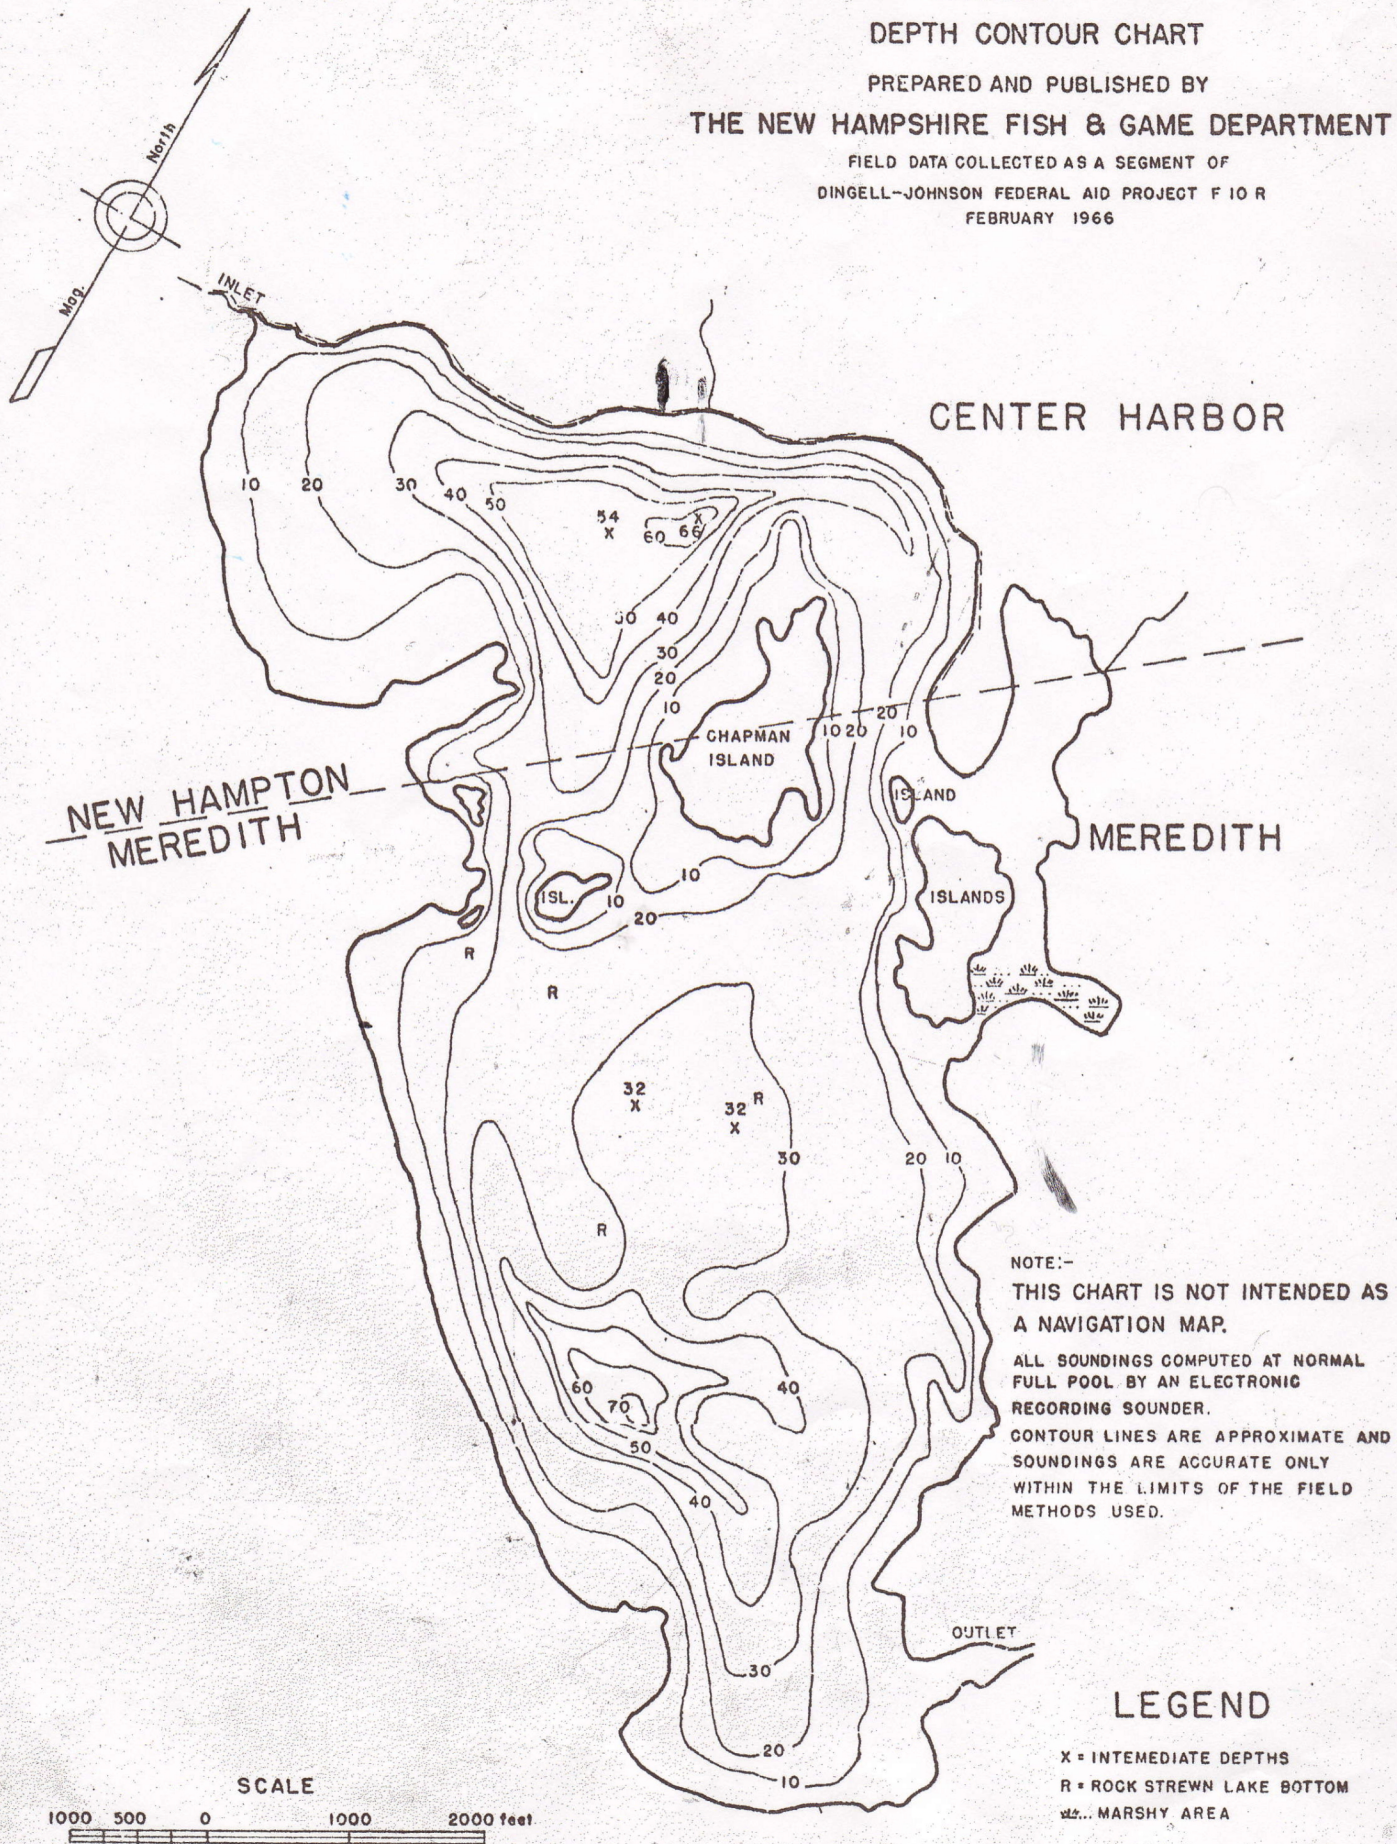 DEPTH CONTOUR CHART
PREPARED AND PUBLISHED BY
THE NEW HAMPSHIRE FISH & GAME DEPARTMENT
FIELD DATA COLLECTED AS A SEGMENT OF
DINGELL-JOHNSON FEDERAL AID PROJECT F 10 R
FEBRUARY 1966
North
Mag.
INLET
CENTER HARBOR
10 20 30 40 50
54
X
X
60 66
50 40
30
20
10
CHAPMAN
ISLAND
10 20
20
10
ISLAND
NEW HAMPTON
MEREDITH
MEREDITH
10
ISL. 10
20
ISLANDS
R
R
32
X
32 R
X
30
20 10
R
NOTE:-
THIS CHART IS NOT INTENDED AS
A NAVIGATION MAP.
ALL SOUNDINGS COMPUTED AT NORMAL
FULL POOL BY AN ELECTRONIC
RECORDING SOUNDER.
CONTOUR LINES ARE APPROXIMATE AND
SOUNDINGS ARE ACCURATE ONLY
WITHIN THE LIMITS OF THE FIELD
METHODS USED.
60
70
50
40
40
30
20
10
OUTLET
LEGEND
X = INTEMEDIATE DEPTHS
R = ROCK STREWN LAKE BOTTOM
... MARSHY AREA
SCALE
1000 500 0 1000 2000 feet